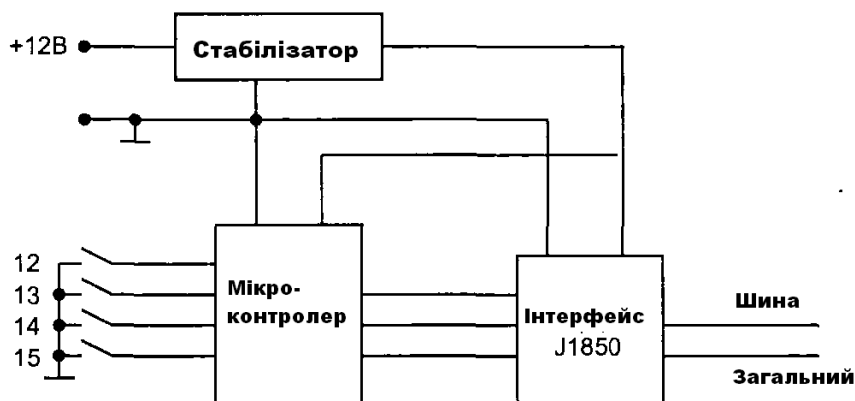 +12В
Стабілізатор
12
13
14
15
Мікро-
контролер
Інтерфейс
J1850
Шина
Загальний